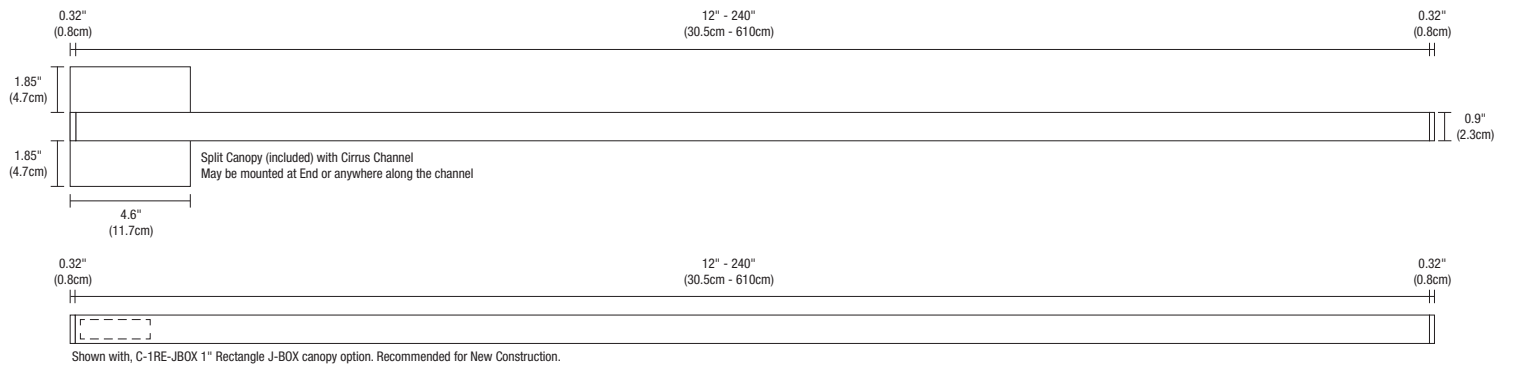 0.32"
(0.8cm)
12" - 240"
(30.5cm - 610cm)
0.32"
(0.8cm)
1.85"
(4.7cm)
0.9"
(2.3cm)
1.85"
(4.7cm)
Split Canopy (included) with Cirrus Channel
May be mounted at End or anywhere along the channel
4.6"
(11.7cm)
0.32"
(0.8cm)
12" - 240"
(30.5cm - 610cm)
0.32"
(0.8cm)
Shown with, C-1RE-JBOX 1" Rectangle J-BOX canopy option. Recommended for New Construction.